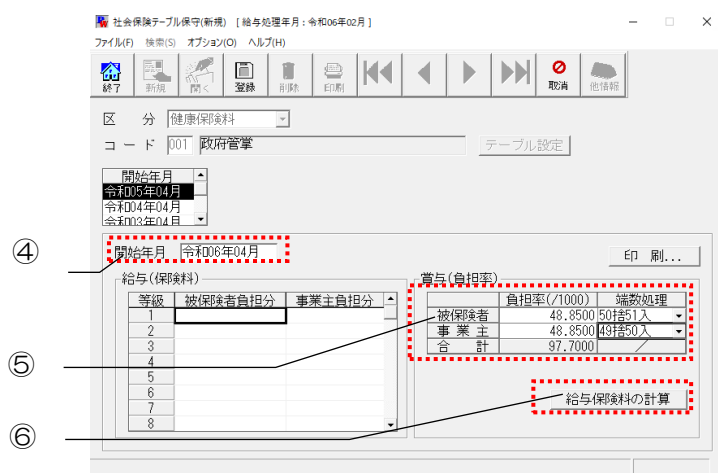 社会保険テーブル保守(新規)　[ 給与処理年月 : 令和06年02月 ]
ファイル(F)　検索(S)　オプション(O)　ヘルプ(H)
終了　新規　開く　登録　削除　印刷　取消　他情報
区　分　健康保険料
コード　001　政府管掌　テーブル設定
開始年月
令和05年04月
令和04年04月
令和03年04月
④
開始年月　令和06年04月　印　刷...
給与(保険料)
等級　被保険者負担分　事業主負担分
1
2
3
4
5
6
7
8
賞与(負担率)
負担率(/1000)　端数処理
被保険者　48.8500　50捨51入
事 業 主　48.8500　49捨50入
合　計　97.7000　／
⑤
給与保険料の計算
⑥